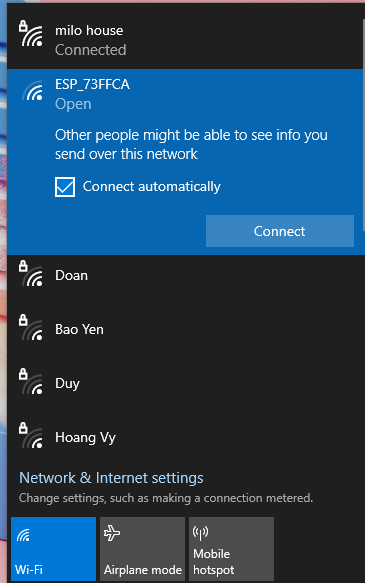 milo house
Connected
ESP_73FFCA
Open
Other people might be able to see info you
send over this network
Connect automatically
Connect
Doan
Bao Yen
Duy
Hoang Vy
Network & Internet settings
Change settings, such as making a connection metered.
Wi-Fi
Airplane mode
Mobile
hotspot